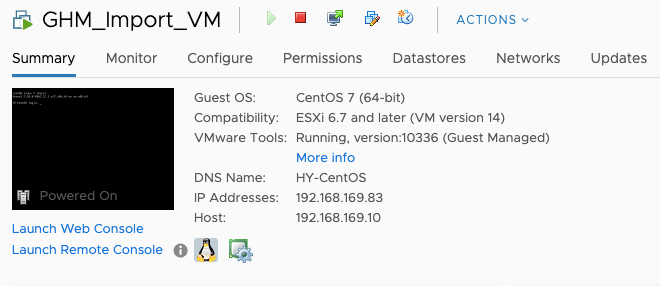 GHM_Import_VM
ACTIONS
Summary Monitor Configure Permissions Datastores Networks Updates
Guest OS: CentOS 7 (64-bit)
Compatibility: ESXi 6.7 and later (VM version 14)
VMware Tools: Running, version:10336 (Guest Managed)
More info
DNS Name: HY-CentOS
IP Addresses: 192.168.169.83
Host: 192.168.169.10
Powered On
Launch Web Console
Launch Remote Console